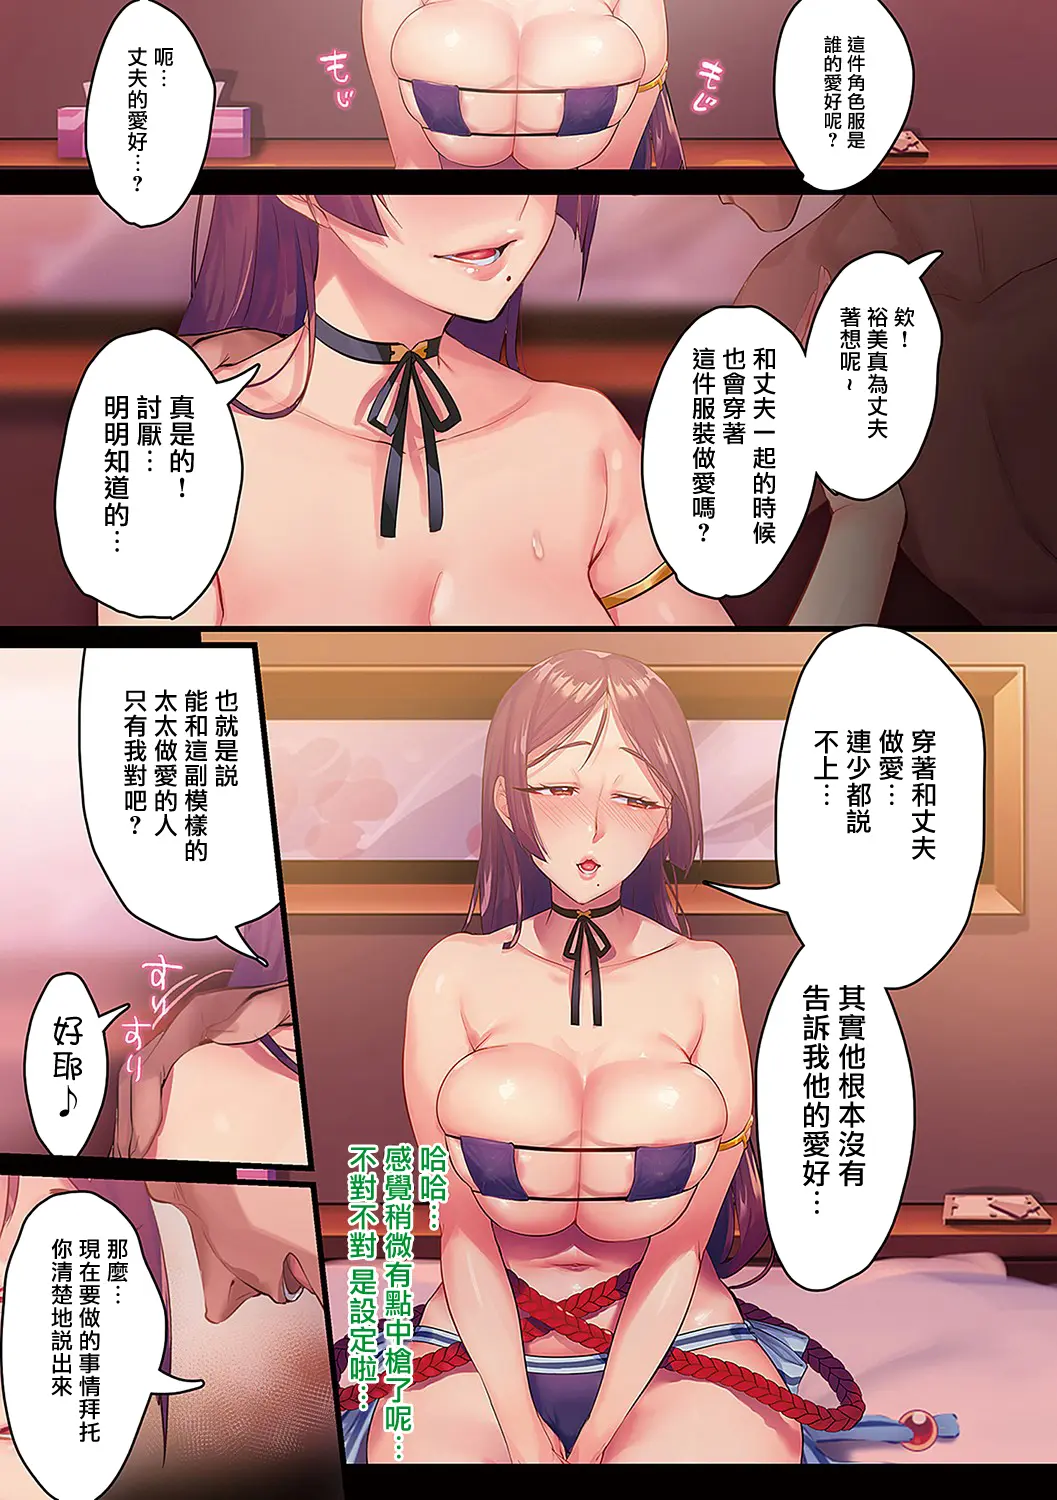 這件角色服是
誰的愛好呢?
もじ
もじ
呃…
丈夫的愛好…?
欸!
裕美真為丈夫
著想呢~
和丈夫一起的時候
也會穿著
這件服裝做愛嗎?
真是的!
討厭…
明明知道的…
穿著和丈夫
做愛…
連少都說
不上…
其實他根本沒有
告訴我他的愛好…
哈哈…
感覺稍微有點中槍了呢…
不對不對 是設定啦…
也就是說
能和這副模樣的
太太做愛的人
只有我對吧?
すり
すり
好耶♪
那麼…
現在要做的事情拜托
你清楚地說出來